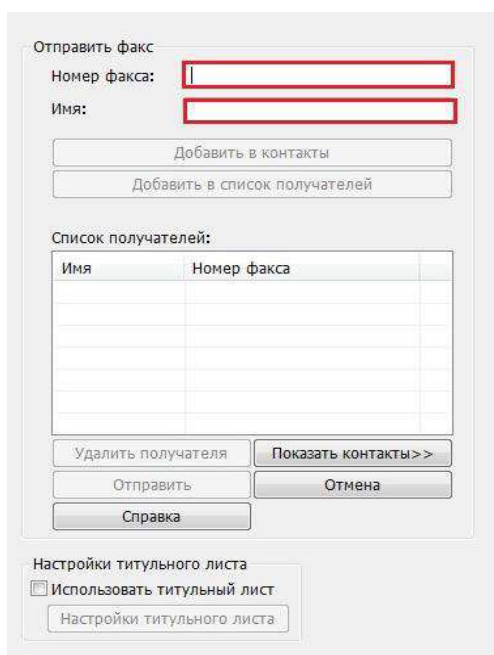 Отправить факс
Номер факса:
Имя:
Добавить в контакты
Добавить в список получателей
Список получателей:
Имя Номер факса
Удалить получателя Показать контакты>>
Отправить Отмена
Справка
Настройки титульного листа
Использовать титульный лист
Настройки титульного листа